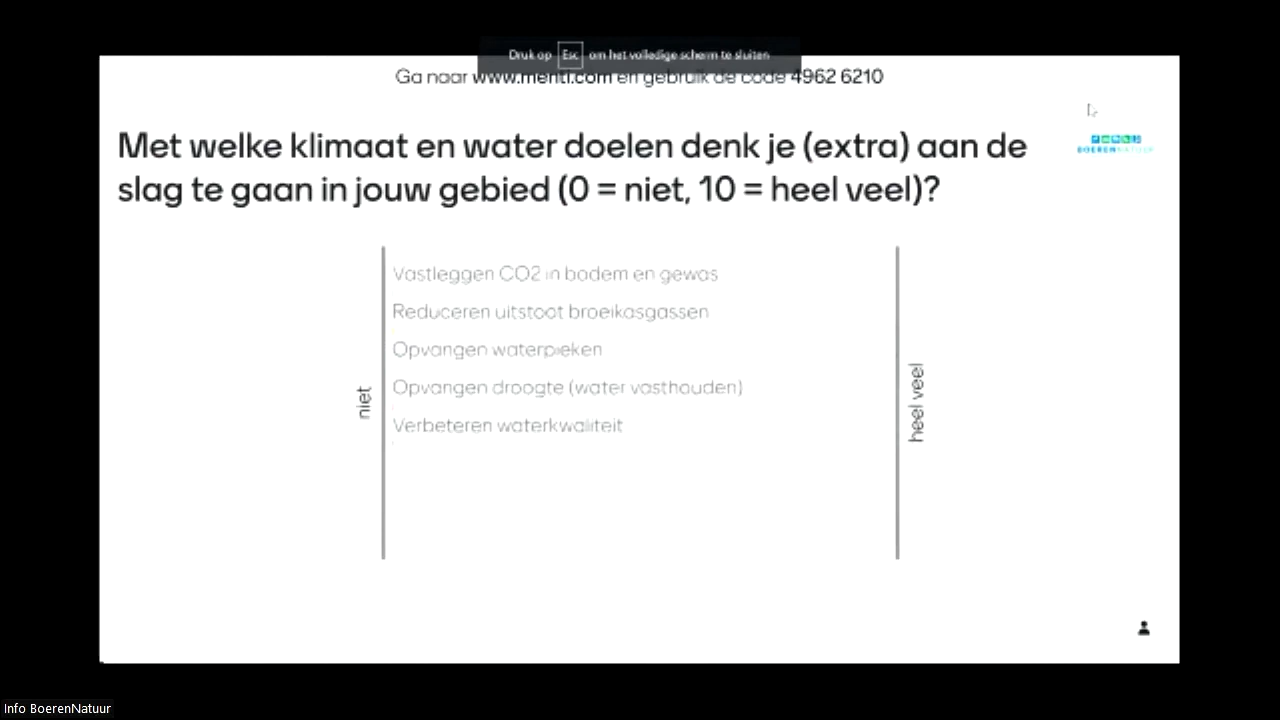 Druk op Esc om het volledige scherm te sluiten
Ga naar www.menti.com en gebruik de code 4962 6210
Met welke klimaat en water doelen denk je (extra) aan de
slag te gaan in jouw gebied (0 = niet, 10 = heel veel)?
BOERENNATUUR
Vastleggen CO2 in bodem en gewas
Reduceren uitstoot broeikasgassen
Opvangen waterpieken
Opvangen droogte (water vasthouden)
Verbeteren waterkwaliteit
niet
heel veel
Info BoerenNatuur